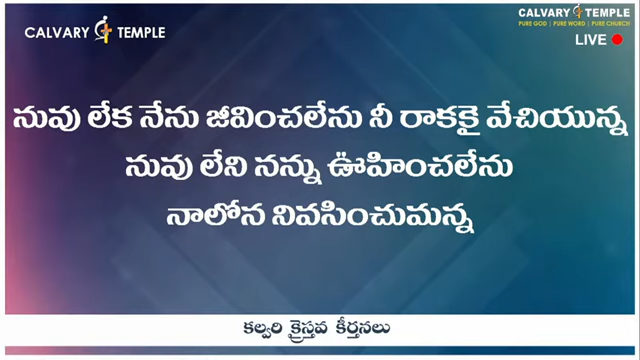 CALVARY TEMPLE
CALVARY TEMPLE
PURE GOD | PURE WORD | PURE CHURCH
LIVE
నువు లేక నేను జీవించలేను నీ రాకకై వేచియున్న
నువు లేని నన్ను ఊహించలేను
నాలోన నివసించుమన్న
కల్వరి క్రైస్తవ కీర్తనలు